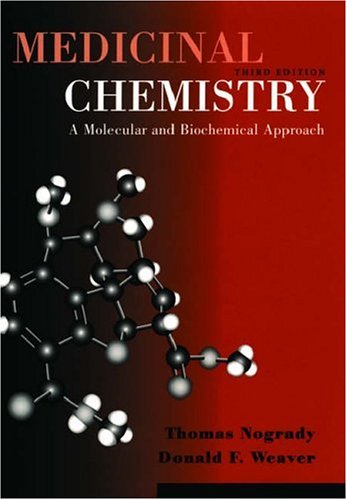 MEDICINAL
THIRD EDITION
CHEMISTRY
A Molecular and Biochemical Approach
Thomas Nogrady
Donald F. Weaver